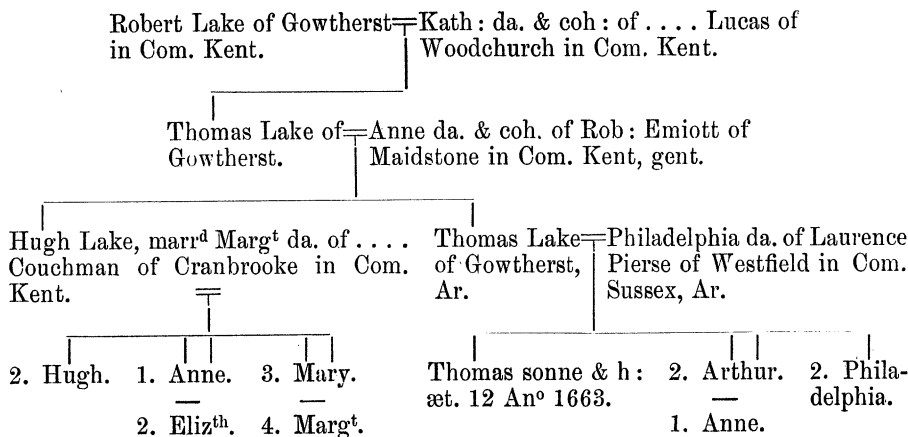 Robert Lake of Gowtherst
in Com. Kent.
Kath : da. & coh : of . . . . Lucas of
Woodchurch in Com. Kent.
Thomas Lake of
Gowtherst.
Anne da. & coh. of Rob : Emiott of
Maidstone in Com. Kent, gent.
Hugh Lake, marrᵈ Margᵗ da. of . . . .
Couchman of Cranbrooke in Com.
Kent.
Thomas Lake
of Gowtherst,
Ar.
Philadelphia da. of Laurence
Pierse of Westfield in Com.
Sussex, Ar.
2. Hugh.
1. Anne.
2. Elizᵗʰ.
3. Mary.
4. Margᵗ.
Thomas sonne & h :
æt. 12 Anº 1663.
2. Arthur.
1. Anne.
2. Phila-
delphia.